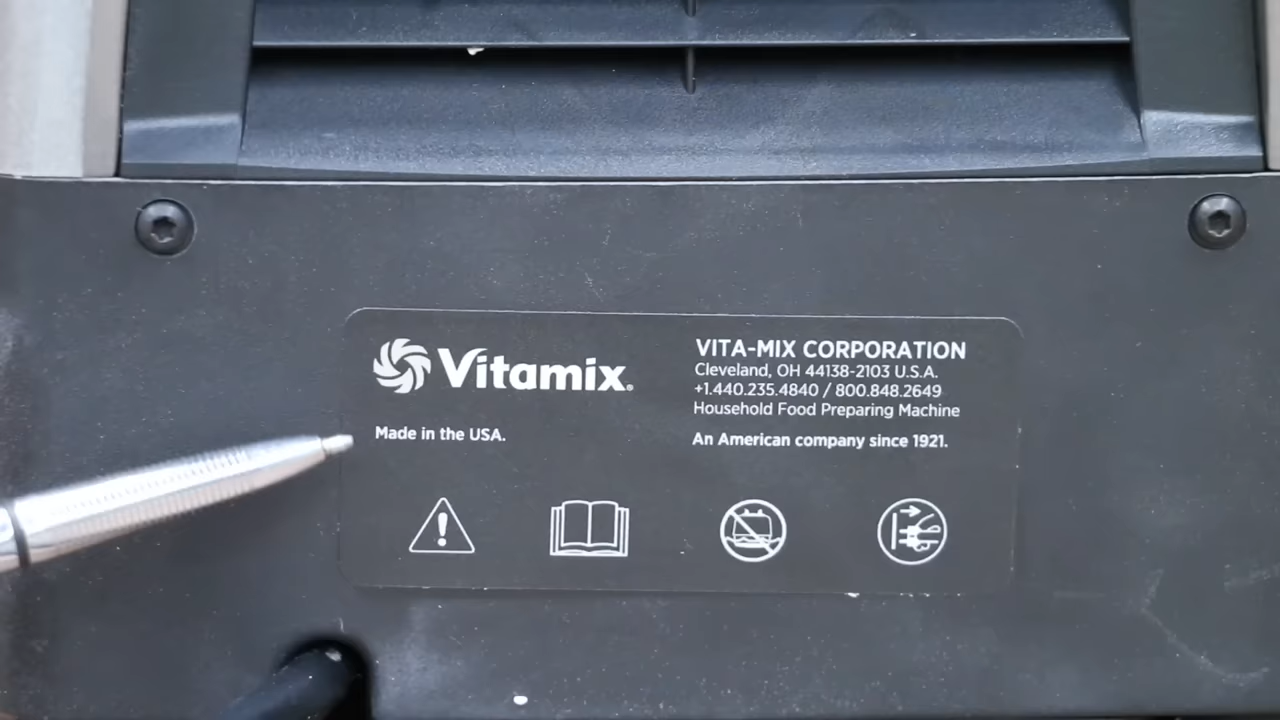 Vitamix®
Made in the USA.
VITA-MIX CORPORATION
Cleveland, OH 44138-2103 U.S.A.
+1.440.235.4840 / 800.848.2649
Household Food Preparing Machine
An American company since 1921.